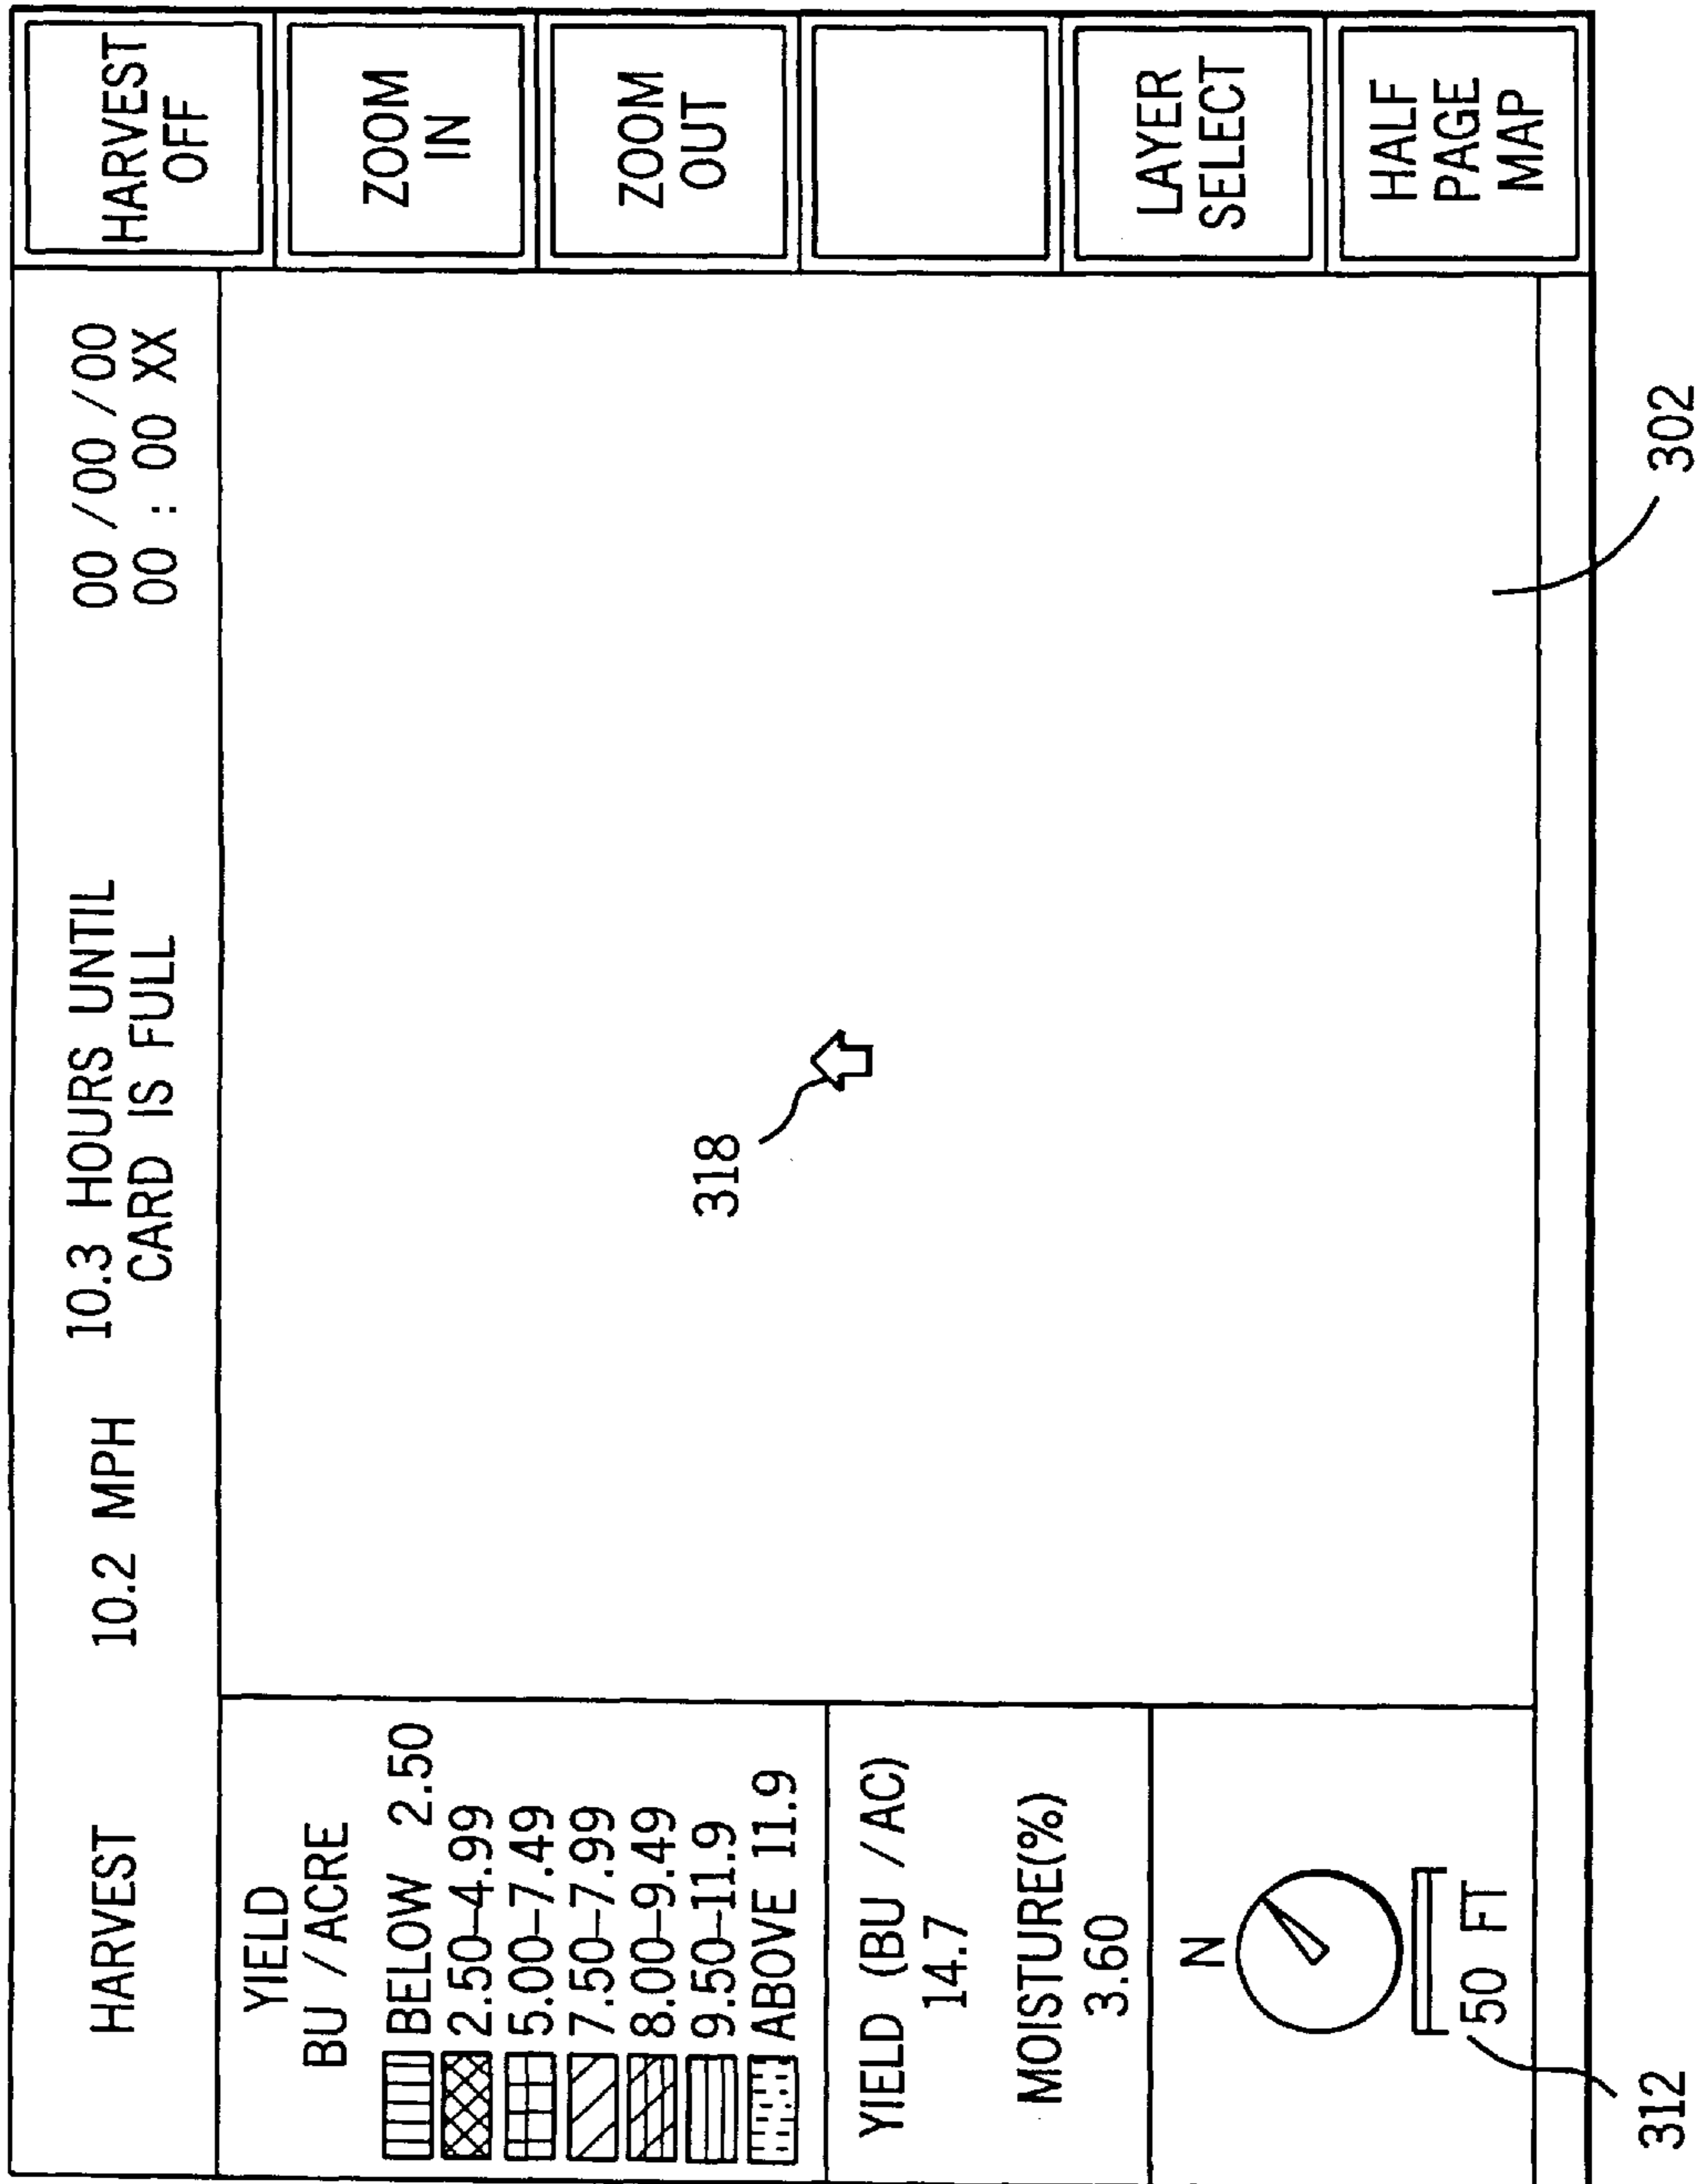 HARVEST
10.2 MPH
10.3 HOURS UNTIL
CARD IS FULL
00 /00 /00
00 : 00 XX
HARVEST
OFF
ZOOM
IN
ZOOM
OUT
LAYER
SELECT
HALF
PAGE
MAP
YIELD
BU /ACRE
BELOW 2.50
2.50–4.99
5.00–7.49
7.50–7.99
8.00–9.49
9.50–11.9
ABOVE 11.9
YIELD (BU /AC)
14.7
MOISTURE(%)
3.60
N
50 FT
312
318
302